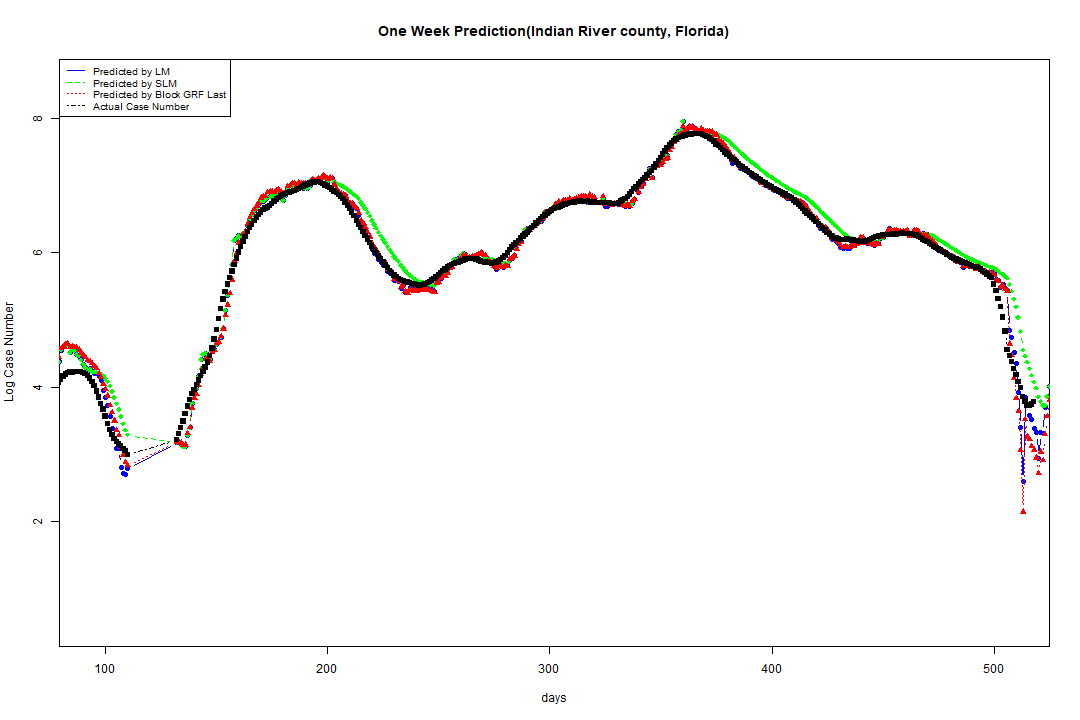 One Week Prediction(Indian River county, Florida)
Predicted by LM
Predicted by SLM
Predicted by Block GRF Last
Actual Case Number
8
6
4
2
Log Case Number
100 200 300 400 500
days